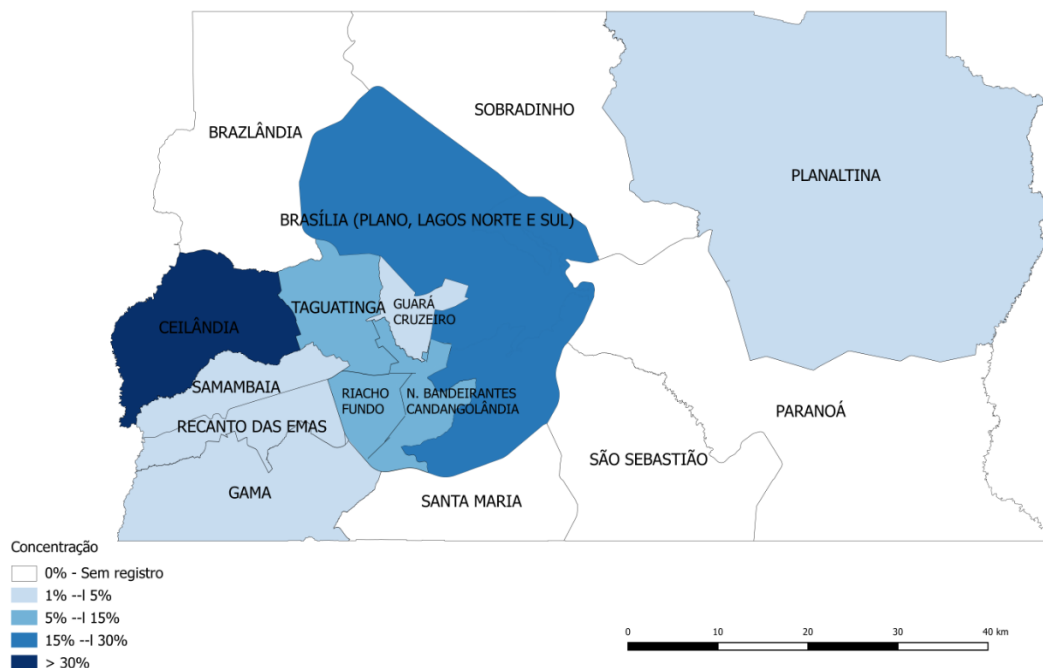 SOBRADINHO
BRAZLÂNDIA
PLANALTINA
BRASÍLIA (PLANO, LAGOS NORTE E SUL)
TAGUATINGA
GUARÁ
CRUZEIRO
CEILÂNDIA
SAMAMBAIA
RIACHO
FUNDO
N. BANDEIRANTES
CANDANGOLÂNDIA
PARANOÁ
RECANTO DAS EMAS
SÃO SEBASTIÃO
GAMA
SANTA MARIA
Concentração
0% - Sem registro
1% --l 5%
5% --l 15%
15% --l 30%
> 30%
0 10 20 30 40 km